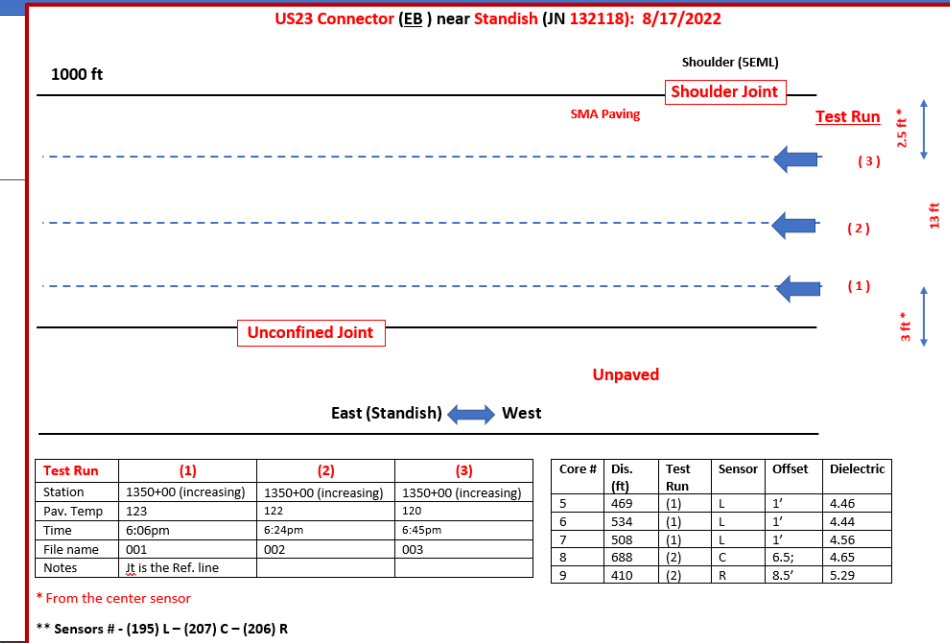 US23 Connector (EB ) near Standish (JN 132118): 8/17/2022
1000 ft
Shoulder (5EML)
Shoulder Joint
SMA Paving
Test Run
2.5 ft *
(3)
13 ft
(2)
(1)
3 ft *
Unconfined Joint
Unpaved
East (Standish) West
Test Run (1) (2) (3)
Station 1350+00 (increasing) 1350+00 (increasing) 1350+00 (increasing)
Pav. Temp 123 122 120
Time 6:06pm 6:24pm 6:45pm
File name 001 002 003
Notes Jt is the Ref. line
Core # Dis. (ft) Test Run Sensor Offset Dielectric
5 469 (1) L 1’ 4.46
6 534 (1) L 1’ 4.44
7 508 (1) L 1’ 4.56
8 688 (2) C 6.5; 4.65
9 410 (2) R 8.5’ 5.29
* From the center sensor
** Sensors # - (195) L – (207) C – (206) R